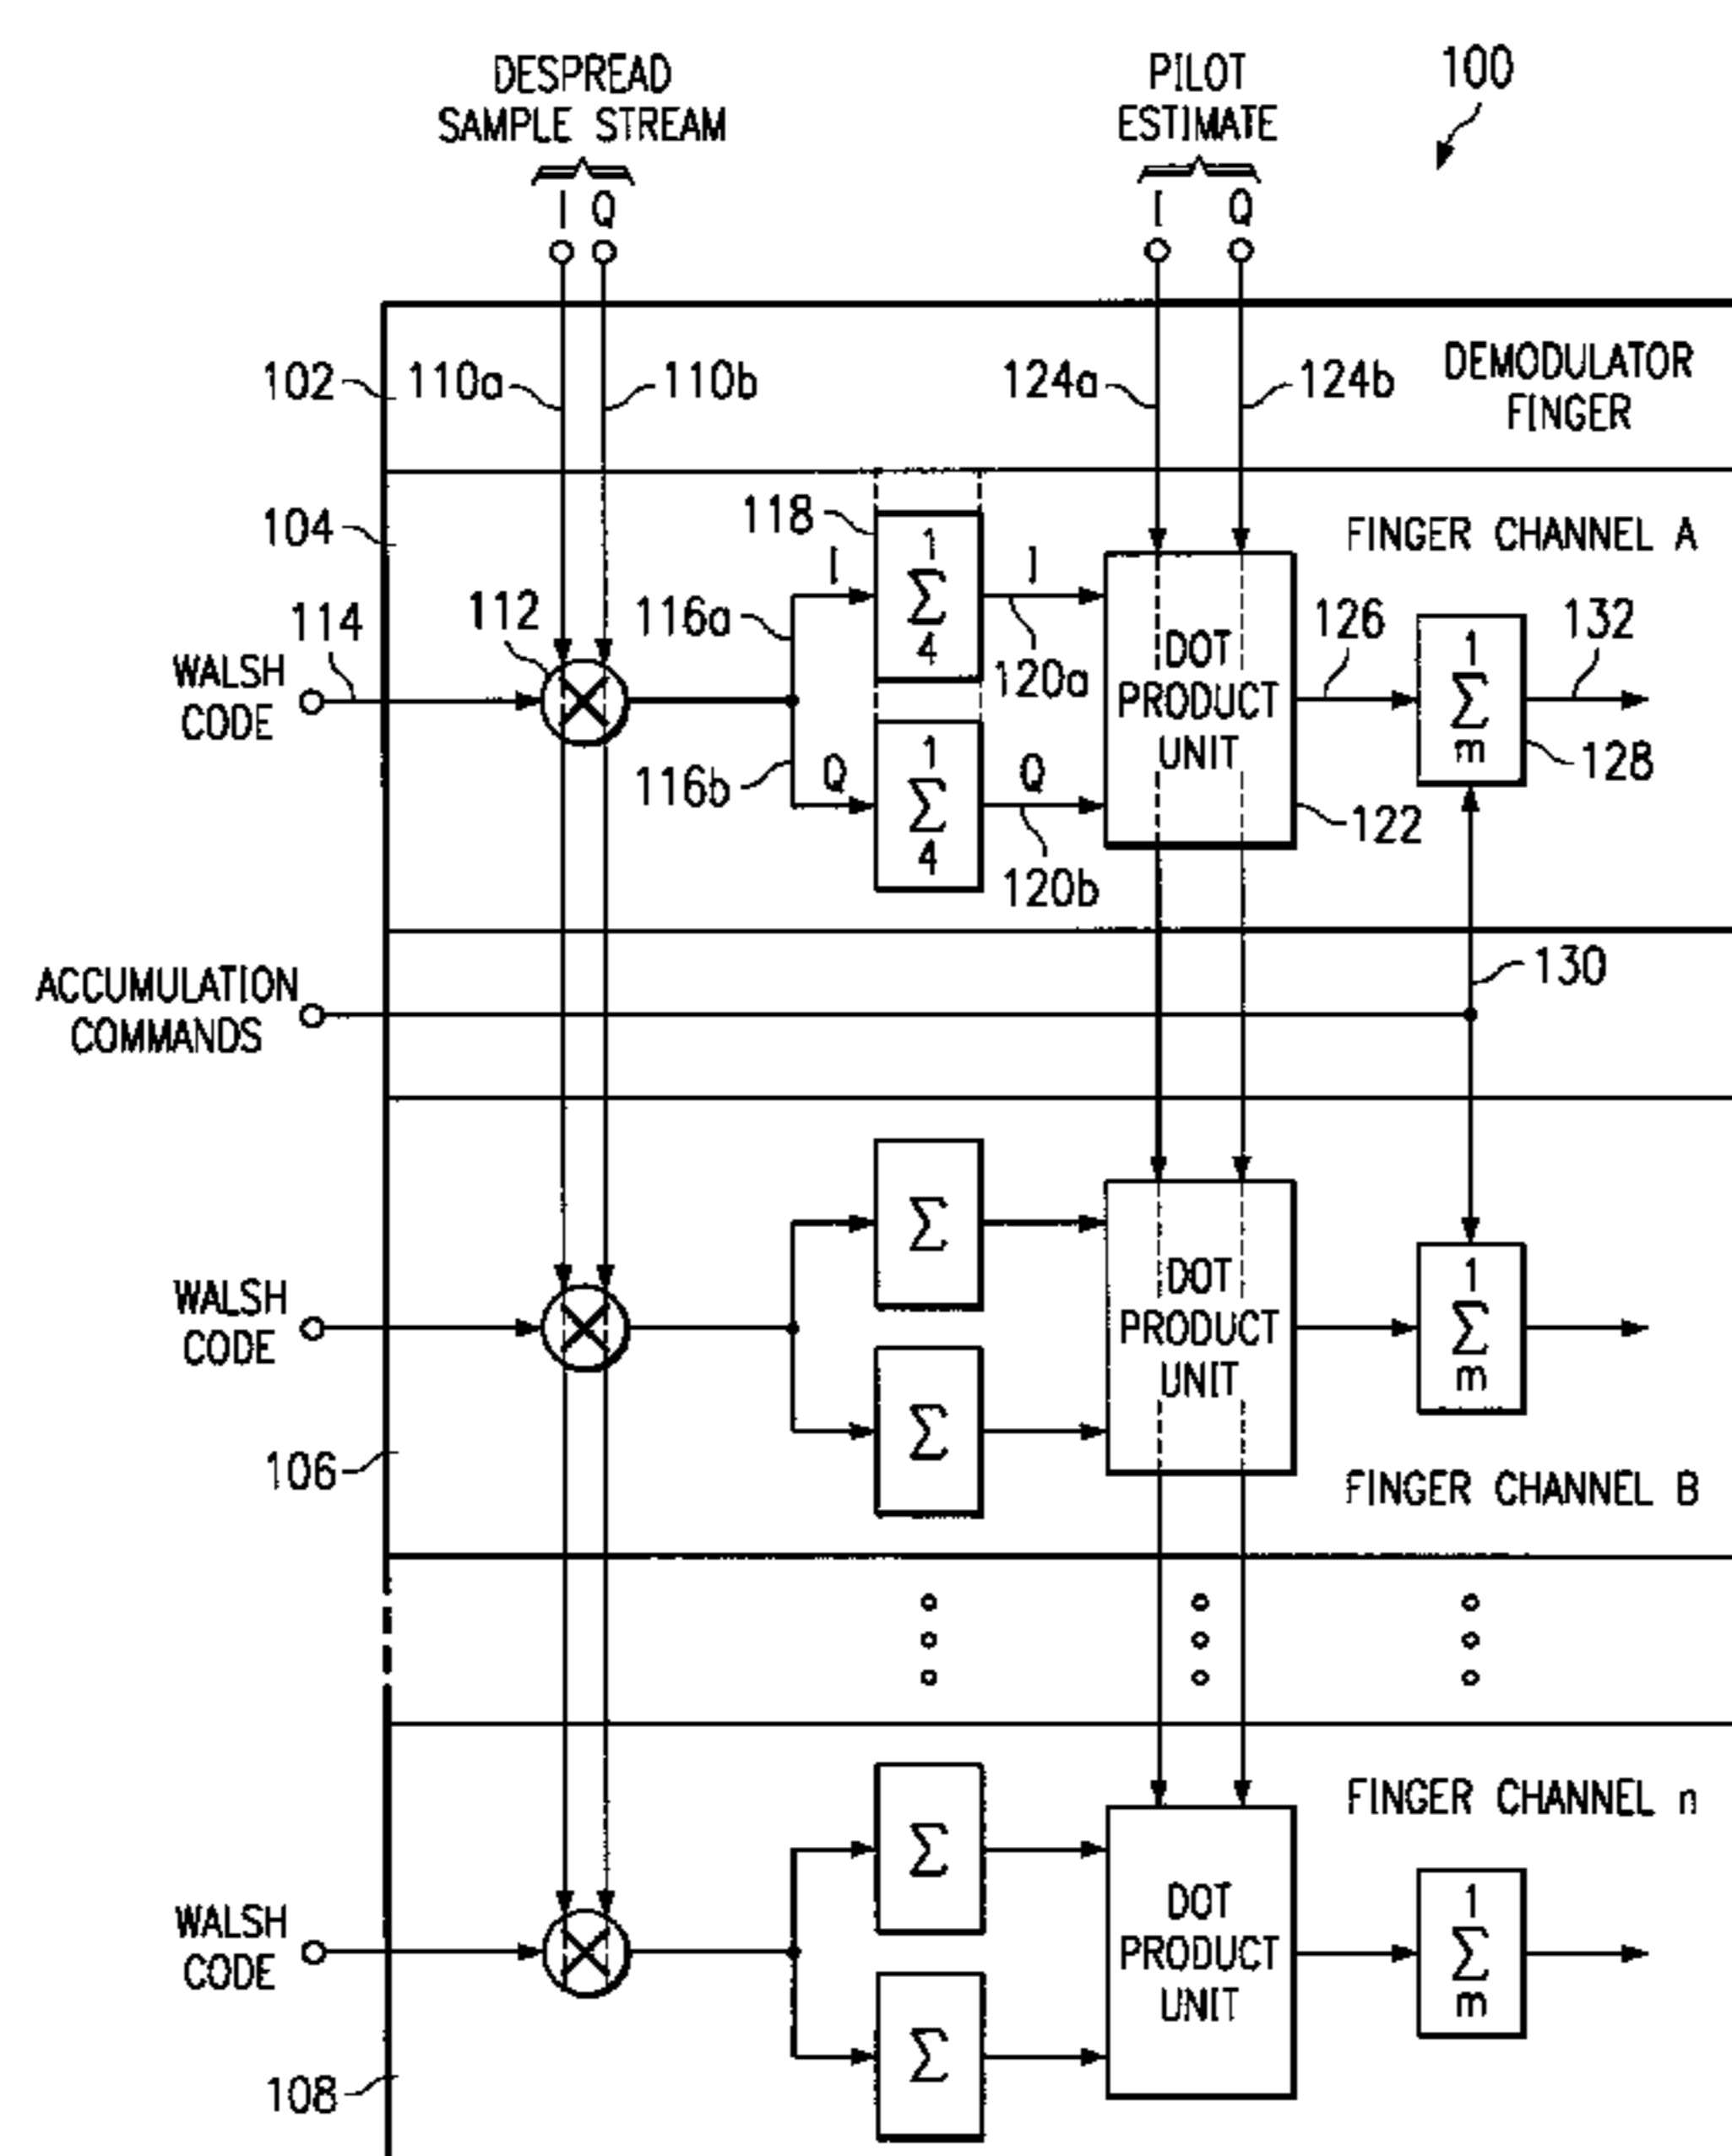 DESPREAD
SAMPLE STREAM
PILOT
ESTIMATE
100
I Q
I Q
102
110a
110b
124a
124b
DEMODULATOR
FINGER
104
118
1
Σ
4
FINGER CHANNEL A
I
I
114
112
116a
120a
126
132
WALSH
CODE
DOT
PRODUCT
UNIT
1
Σ
m
116b
Q
1
Σ
4
Q
128
122
120b
ACCUMULATION
COMMANDS
130
WALSH
CODE
Σ
Σ
DOT
PRODUCT
UNIT
1
Σ
m
106
FINGER CHANNEL B
FINGER CHANNEL n
WALSH
CODE
Σ
Σ
DOT
PRODUCT
UNIT
1
Σ
m
108